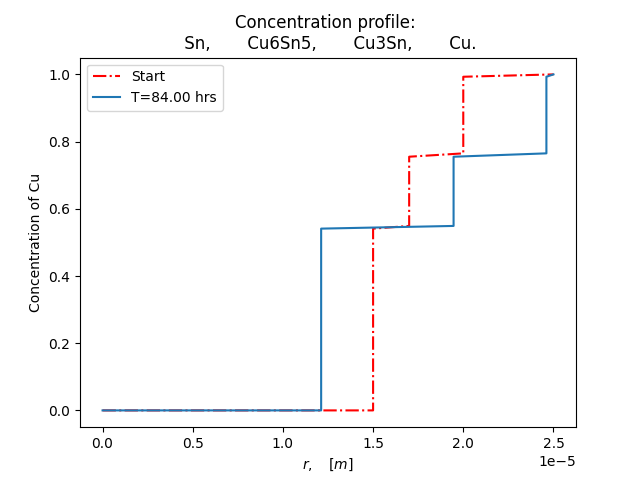 Concentration profile:
Sn, Cu6Sn5, Cu3Sn, Cu.
Start
T=84.00 hrs
Concentration of Cu
1.0
0.8
0.6
0.4
0.2
0.0
0.0 0.5 1.0 1.5 2.0 2.5
1e−5
r, [m]